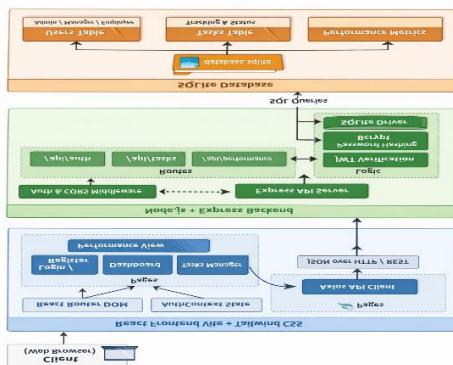 Client
(Web Browser)
React Frontend Vite + Tailwind CSS
React Router DOM
AuthContext State
Pages
Login /
Register
Dashboard
Tasks Manager
Performance View
Pages
Axios API Client
JSON over HTTP / REST
Node.js + Express Backend
Auth & CORS Middleware
Express API Server
Routes
/api/auth
/api/tasks
/api/performance
Logic
JWT Verification
Password Hashing
Bcrypt
SQLite Driver
SQL Queries
SQLite Database
database.sqlite
Users Table
Admin / Manager / Employee
Tasks Table
Tracking & Status
Performance Metrics